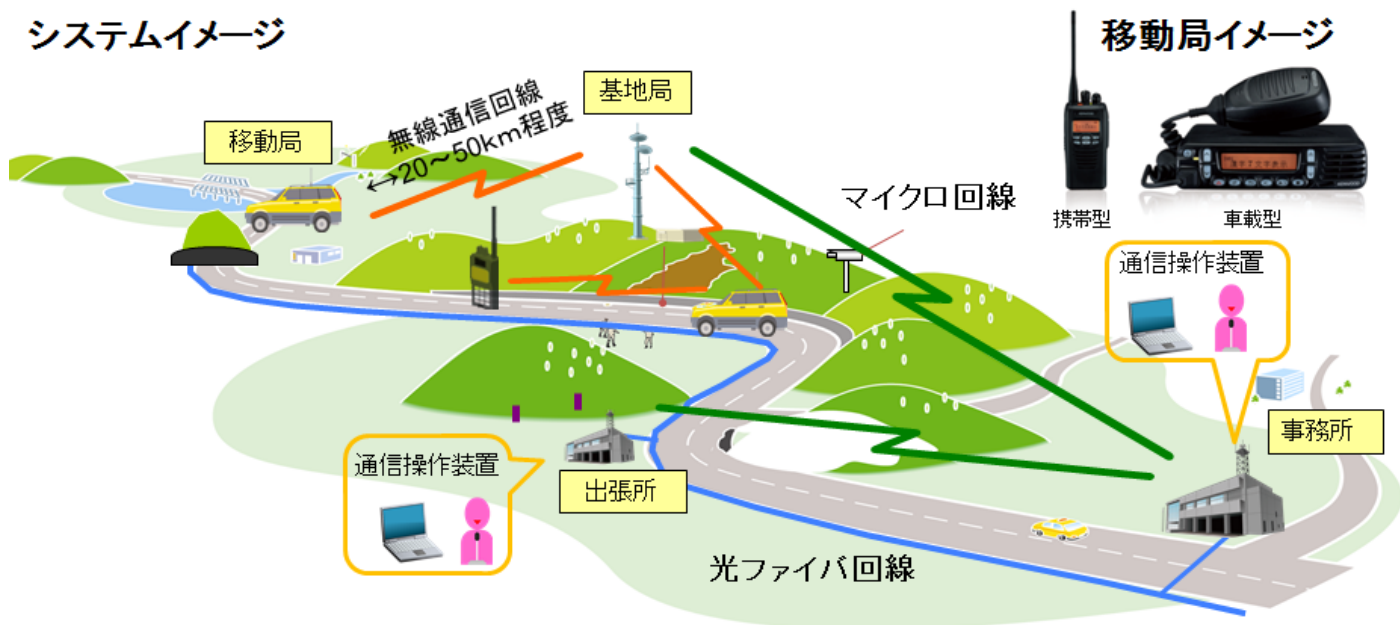 システムイメージ
移動局イメージ
基地局
移動局
無線通信回線
↔20～50km程度
マイクロ回線
携帯型
車載型
通信操作装置
事務所
通信操作装置
出張所
光ファイバ回線